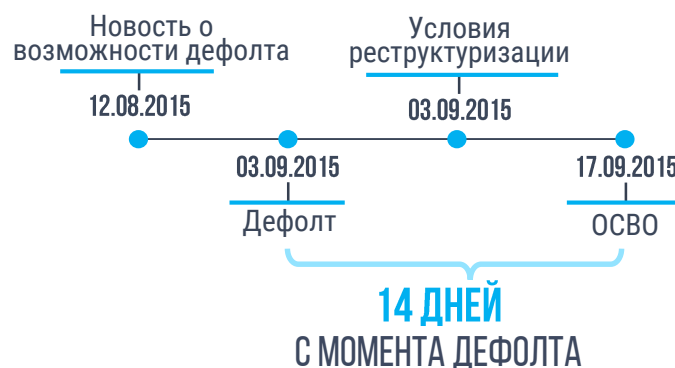 Новость о
возможности дефолта
12.08.2015
Условия
реструктуризации
03.09.2015
03.09.2015
Дефолт
17.09.2015
ОСВО
14 ДНЕЙ
С МОМЕНТА ДЕФОЛТА